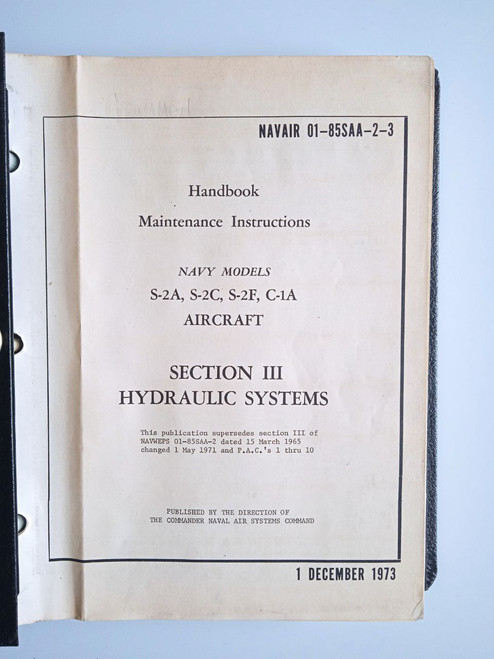 NAVAIR 01-85SAA-2-3
Handbook
Maintenance Instructions
NAVY MODELS
S-2A, S-2C, S-2F, C-1A
AIRCRAFT
SECTION III
HYDRAULIC SYSTEMS
This publication supersedes section III of
NAVWEPS 01-85SAA-2 dated 15 March 1965
changed 1 May 1971 and P.A.C.'s 1 thru 10
PUBLISHED BY THE DIRECTION OF
THE COMMANDER NAVAL AIR SYSTEMS COMMAND
1 DECEMBER 1973